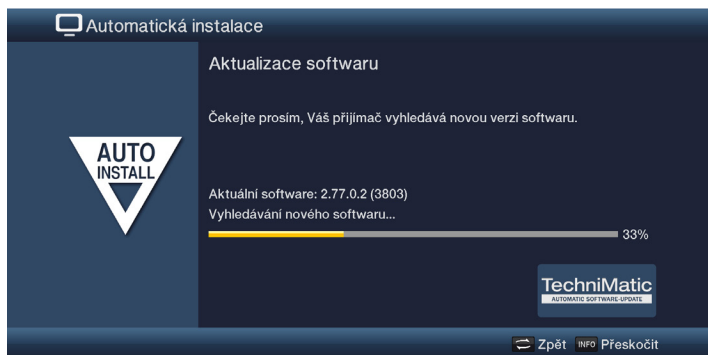 Automatická instalace
Aktualizace softwaru
Čekejte prosím, Váš přijímač vyhledává novou verzi softwaru.
AUTO
INSTALL
Aktuální software: 2.77.0.2 (3803)
Vyhledávání nového softwaru...
33%
TechniMatic
AUTOMATIC SOFTWARE-UPDATE
Zpět INFO Přeskočit